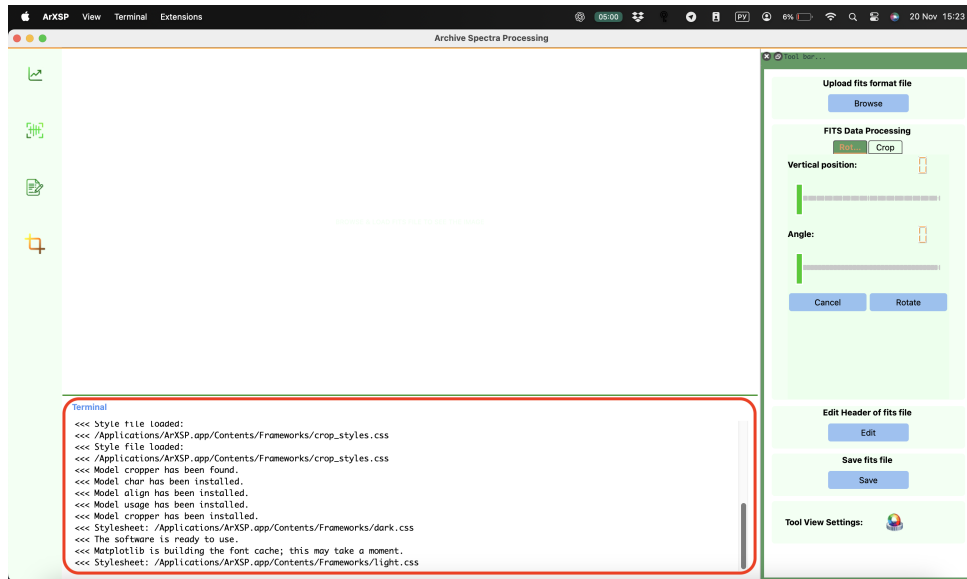 ArXSP View Terminal Extensions 05:00 РУ 6% 20 Nov 15:23
Archive Spectra Processing
Tool bar...
Upload fits format file
Browse
FITS Data Processing
Rot... Crop
Vertical position: 0
Angle: 0
Cancel Rotate
Edit Header of fits file
Edit
Save fits file
Save
Tool View Settings:
Terminal
<<< Style file loaded:
<<< /Applications/ArXSP.app/Contents/Frameworks/crop_styles.css
<<< Style file loaded:
<<< /Applications/ArXSP.app/Contents/Frameworks/crop_styles.css
<<< Model cropper has been found.
<<< Model char has been installed.
<<< Model align has been installed.
<<< Model usage has been installed.
<<< Model cropper has been installed.
<<< Stylesheet: /Applications/ArXSP.app/Contents/Frameworks/dark.css
<<< The software is ready to use.
<<< Matplotlib is building the font cache; this may take a moment.
<<< Stylesheet: /Applications/ArXSP.app/Contents/Frameworks/light.css